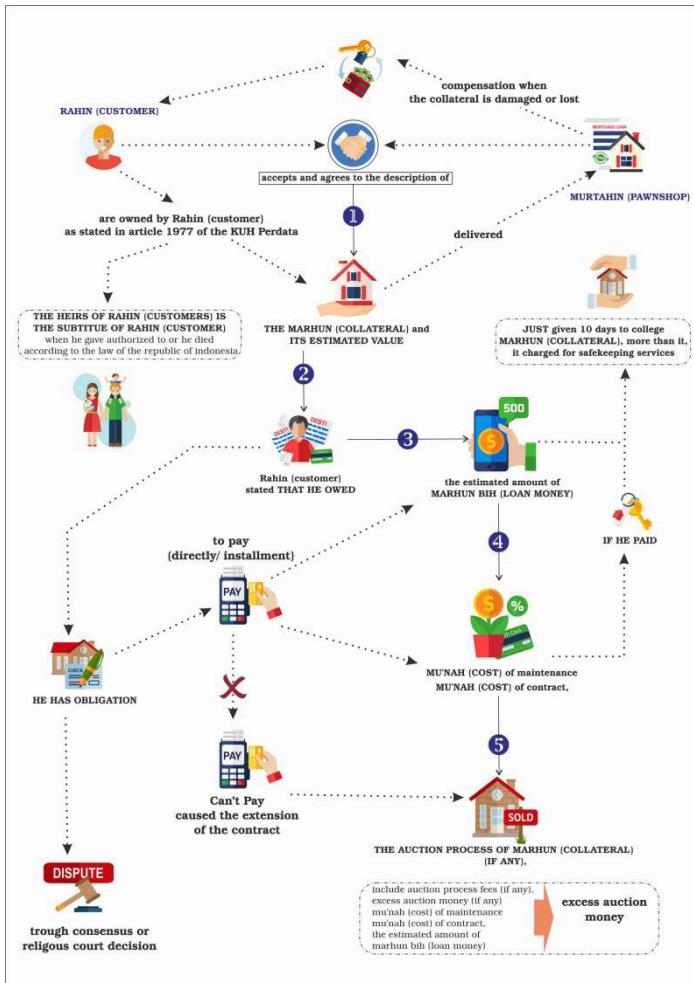 compensation when
the collateral is damaged or lost
RAHIN (CUSTOMER)
MORTGAGE LOAN
accepts and agrees to the description of
MURTAHIN (PAWNSHOP)
1
are owned by Rahin (customer)
as stated in article 1977 of the KUH Perdata
delivered
THE HEIRS OF RAHIN (CUSTOMERS) IS
THE SUBTITUE OF RAHIN (CUSTOMER)
when he gave authorized to or he died
according to the law of the republic of indonesia
THE MARHUN (COLLATERAL) and
ITS ESTIMATED VALUE
JUST given 10 days to college
MARHUN (COLLATERAL), more than it,
it charged for safekeeping services
2
500
$
DEBT!
DEBT!
3
Rahin (customer)
stated THAT HE OWED
the estimated amount of
MARHUN BIH (LOAN MONEY)
to pay
(directly/ installment)
4
IF HE PAID
PAY
$
%
CHECK
HE HAS OBLIGATION
MU'NAH (COST) of maintenance
MU'NAH (COST) of contract,
X
5
PAY
Can't Pay
caused the extension
of the contract
SOLD
THE AUCTION PROCESS OF MARHUN (COLLATERAL)
(IF ANY),
DISPUTE
include auction process fees (if any),
excess auction money (if any)
mu'nah (cost) of maintenance
mu'nah (cost) of contract,
the estimated amount of
marhun bih (loan money)
excess auction
money
trough consensus or
religous court decision